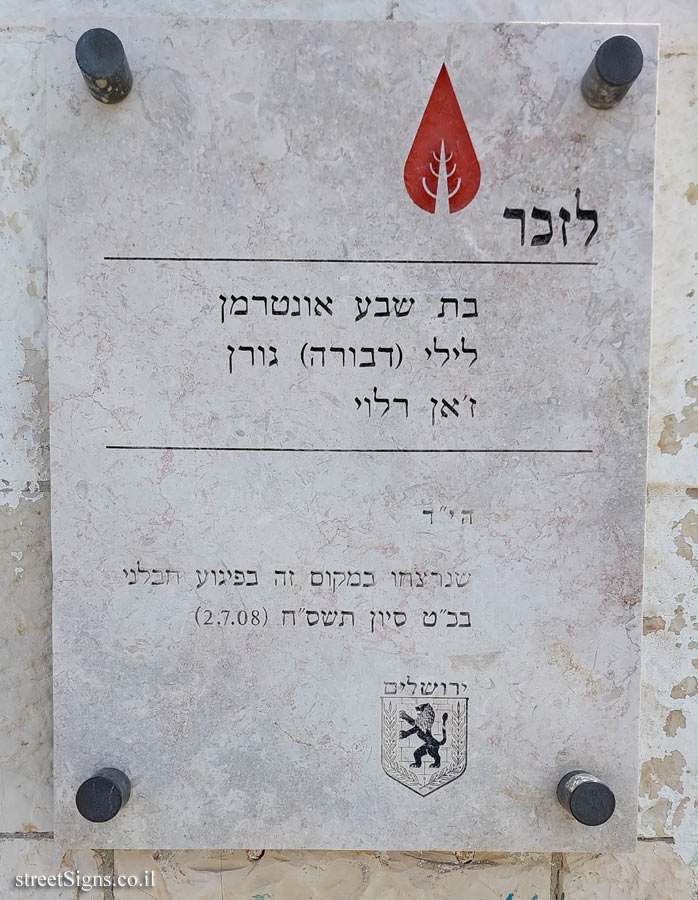 לזכר
בת שבע אונטרמן
לילי (דבורה) גורן
ז'אן רלוי
הי״ד
שנרצחו במקום זה בפיגוע חבלני
בכ״ט סיון תשס״ח (2.7.08)
ירושלים
streetSigns.co.il